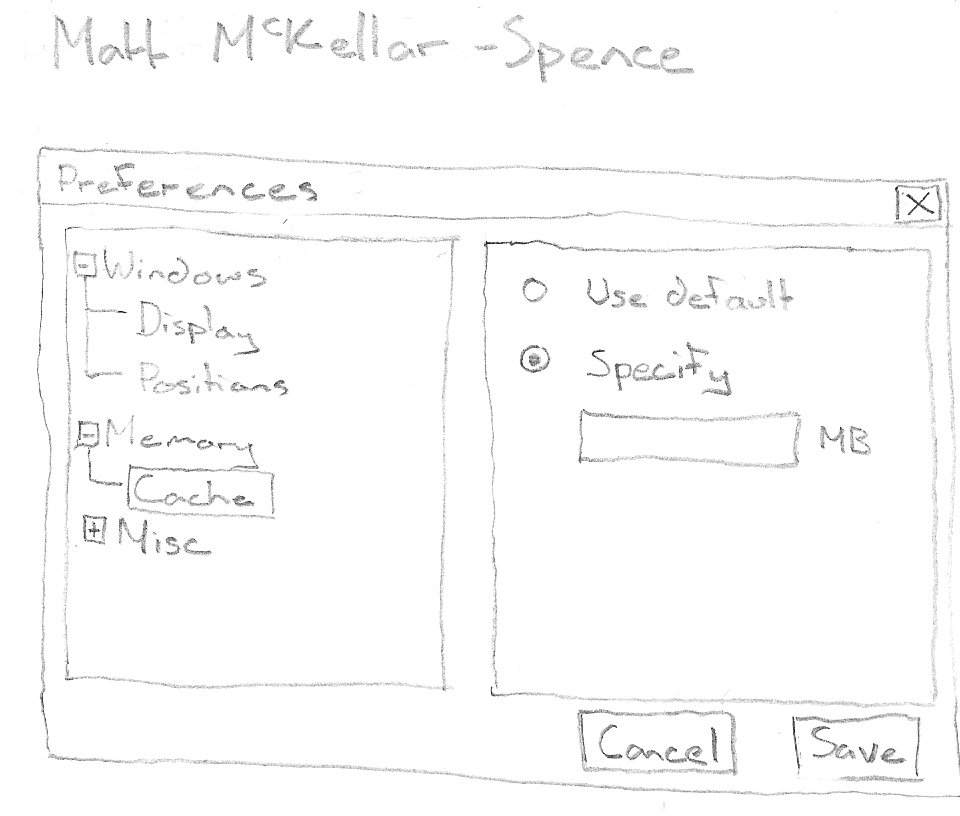 Matt McKellar-Spence
Preferences
Windows
Display
Positions
Memory
Cache
Misc
Use default
Specify
MB
Cancel
Save